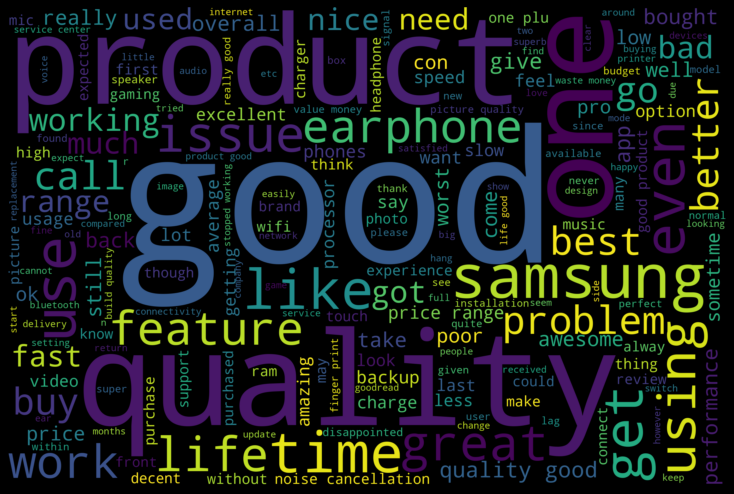 mic
really
used
internet
overall
service center
expected
first
little
speaker
gaming
tried
product
really good
charger
box
nice
headphone
need
con
speed
signal
one plu
give
feel
low
well
find
two
superb
buying
printer
budget
waste money
around
clear
bought
bad
devices
model
love
go
pro
option
due
since
mode
voice
audio
etc
excellent
value money
picture quality
new
working
found
much
issue
product good
earphone
satisfied
phones
want
slow
think
one
even
app
many
available
happy
good product
better
high
expect
call
range
usage
long
compared
fine
old
picture
replacement
average
stopped working
image
easily
brand
wifi
network
good
thank
say
photo
please
processor
worst
come
show
big
life good
never
design
music
normal
looking
best
sometime
ok
cannot
bluetooth
back
lot
though
still
use
getting
build quality
company
connectivity
game
like
touch
hang
experience
got
full
see
price range
installation
seem
samsung
side
perfect
start
n
delivery
setting
know
feature
service
take
quite
people
poor
problem
awesome
alway
fast
video
return
super
purchase
support
purchased
quality
ram
amazing
may
finger print
goodread
look
backup
charge
given
last
less
received
could
user
make
change
lag
thing
review
switch
connect
however
using
performance
buy
price
ear
months
within
front
work
life
update
time
disappointed
great
get
decent
without
noise cancellation
quality good
keep